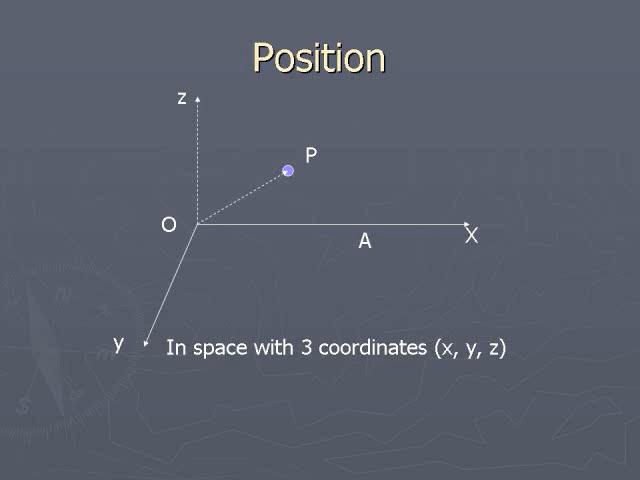 Position
z
P
O
A
X
y
In space with 3 coordinates (x, y, z)
N
S